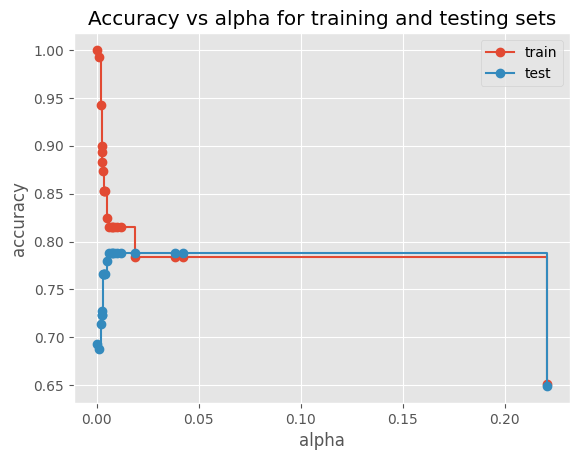 Accuracy vs alpha for training and testing sets
train
test
1.00
0.95
0.90
0.85
0.80
0.75
0.70
0.65
accuracy
0.00 0.05 0.10 0.15 0.20
alpha